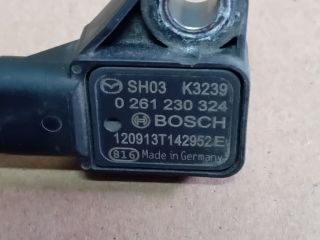 SH03 K3239
0 261 230 324
BOSCH
120913T142952E
816 Made in Germany